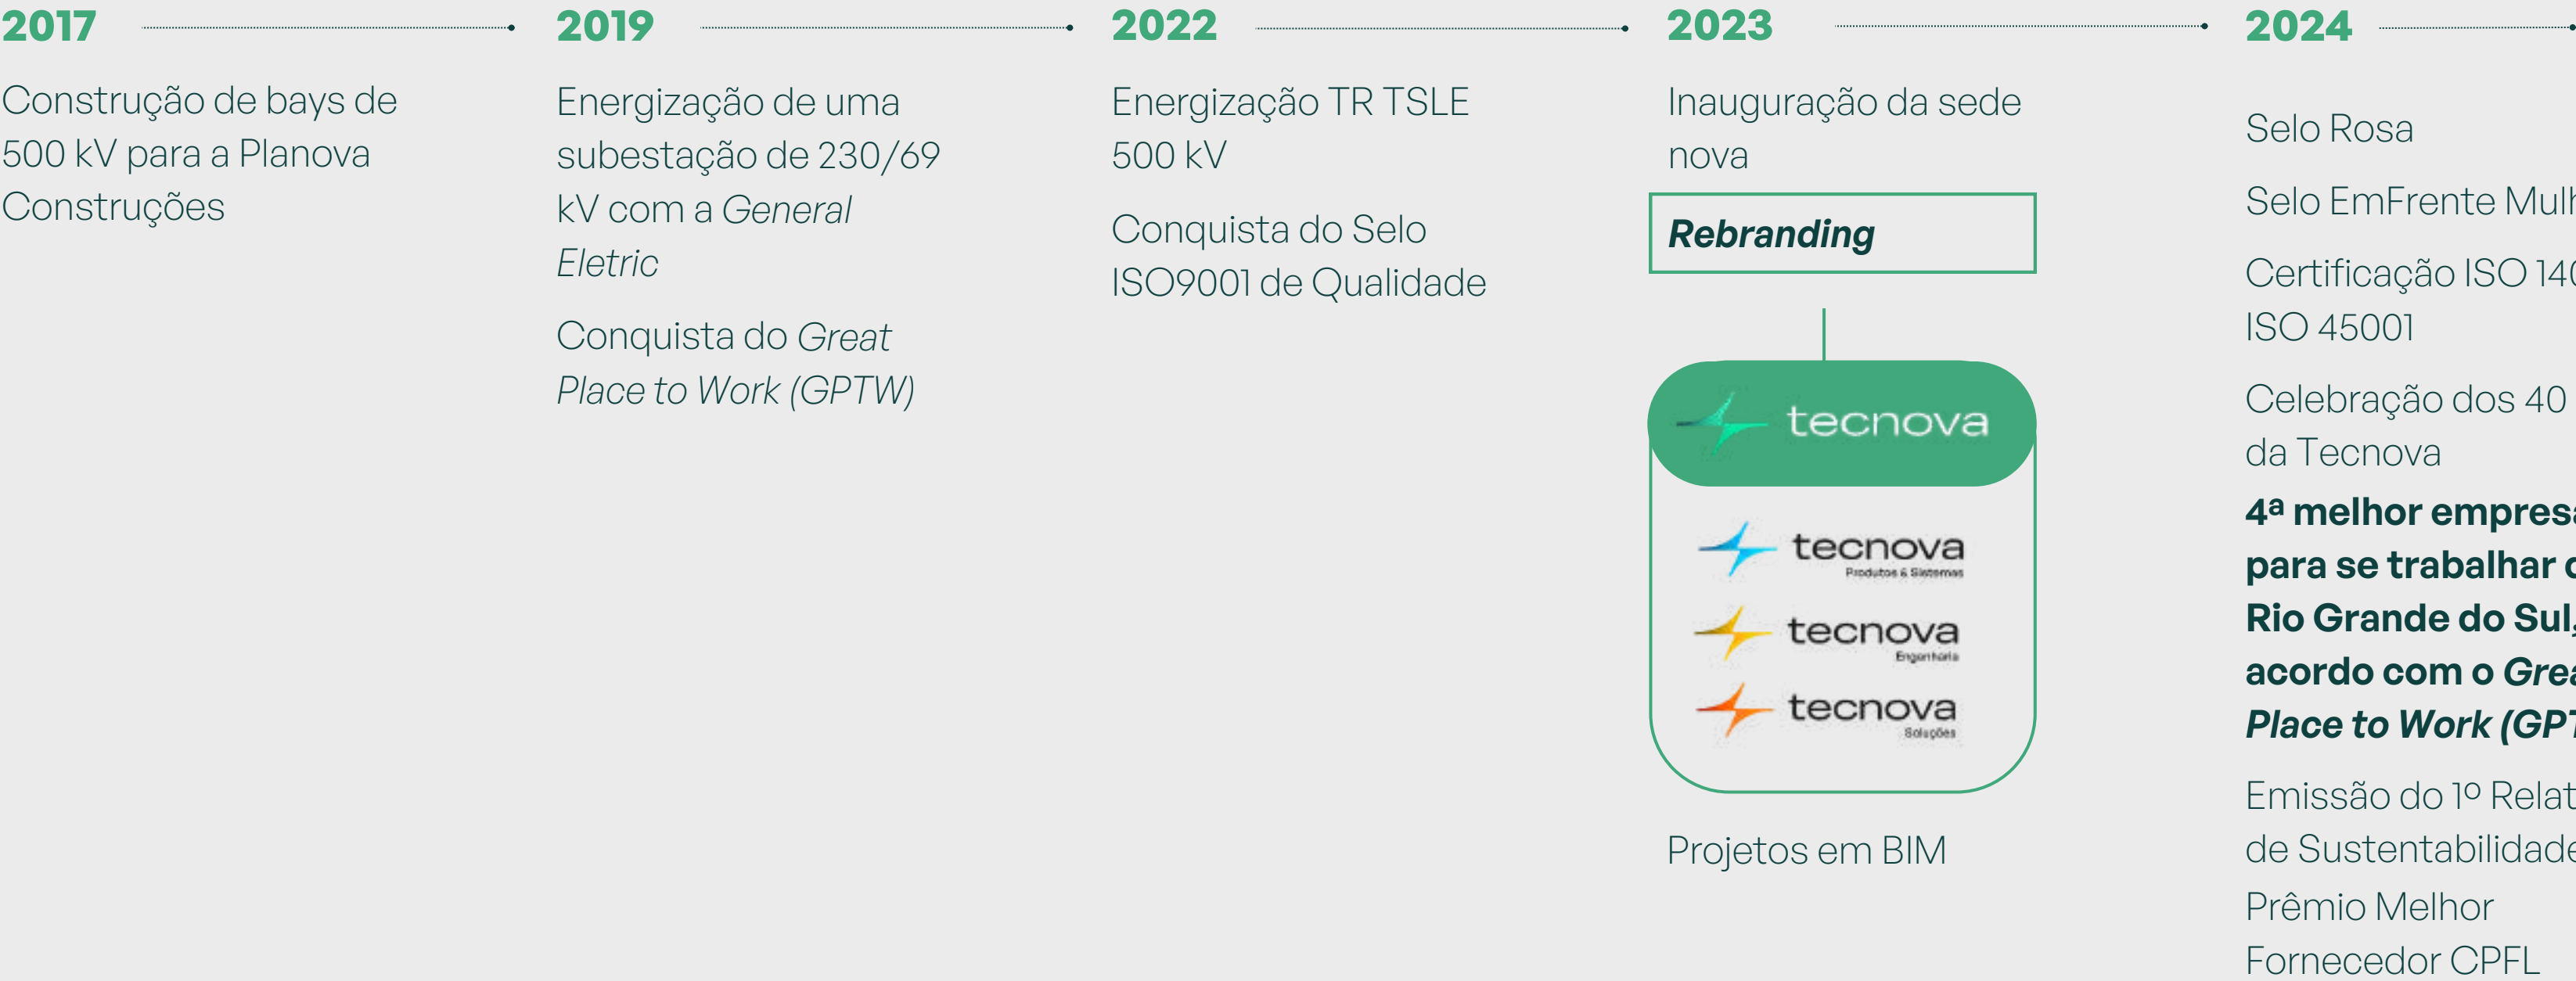 2017
Construção de bays de
500 kV para a Planova
Construções
2019
Energização de uma
subestação de 230/69
kV com a General
Eletric
Conquista do Great
Place to Work (GPTW)
2022
Energização TR TSLE
500 kV
Conquista do Selo
ISO9001 de Qualidade
2023
Inauguração da sede
nova
Rebranding
tecnova
tecnova
Produtos & Sistemas
tecnova
Engenharia
tecnova
Soluções
Projetos em BIM
2024
Selo Rosa
Selo EmFrente
Certificação ISO
ISO 45001
Celebração dos 40
da Tecnova
4ª melhor empresa
para se trabalhar
Rio Grande do Sul,
acordo com o
Place to Work
Emissão do 1º
de Sustentabilidade
Prêmio Melhor
Fornecedor CPFL